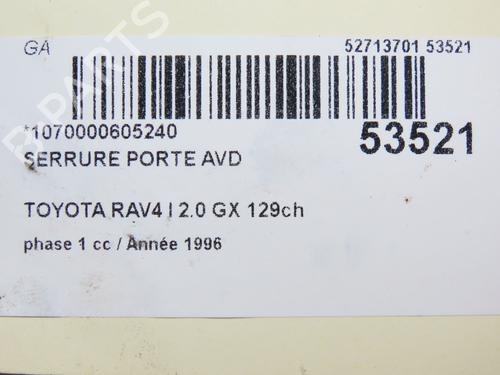 GA 52713701 53521
*1070000605240 53521
SERRURE PORTE AVD
TOYOTA RAV4 I 2.0 GX 129ch
phase 1 cc / Année 1996
B-PARTS